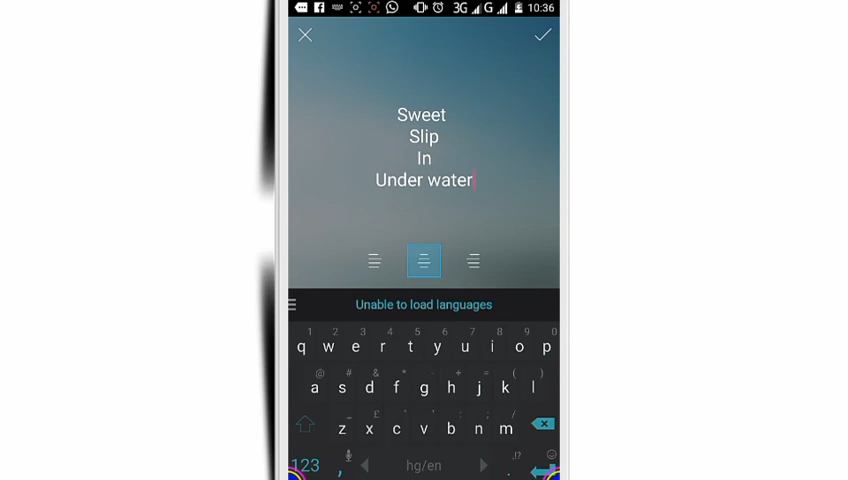 3G G 10:36
Sweet
Slip
In
Under water
Unable to load languages
1 2 3 4 5 6 7 8 9 0
q w e r t y u i o p
@ # & * - + = ( )
a s d f g h j k l
_ £ " ' : ; /
z x c v b n m
123 , hg/en . ,!?